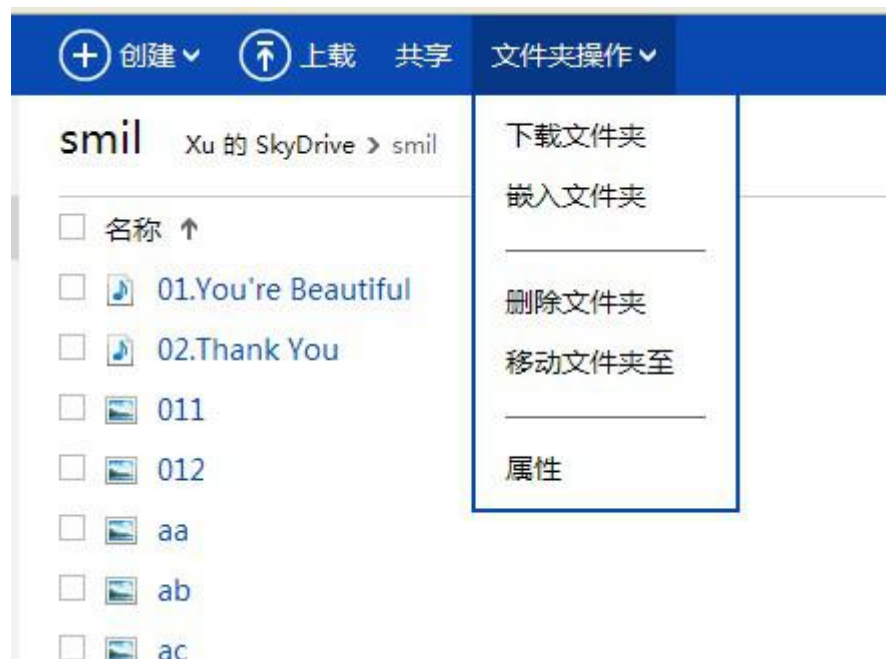 创建 上载 共享 文件夹操作
smil Xu 的 SkyDrive > smil
下载文件夹
嵌入文件夹
删除文件夹
移动文件夹至
属性
名称 ↑
01.You're Beautiful
02.Thank You
011
012
aa
ab
ac